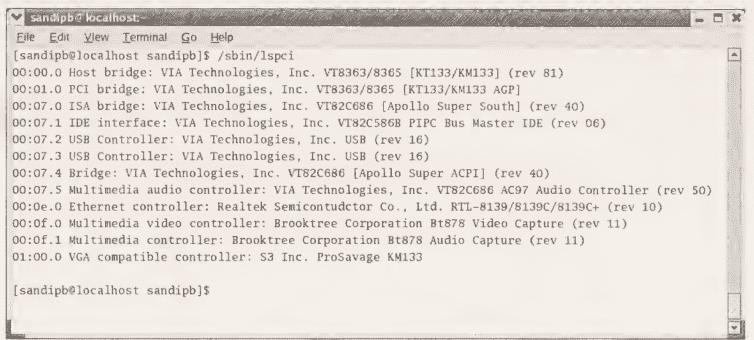 sandipb@localhost:~
File Edit View Terminal Go Help
[sandipb@localhost sandipb]$ /sbin/lspci
00:00.0 Host bridge: VIA Technologies, Inc. VT8363/8365 [KT133/KM133] (rev 81)
00:01.0 PCI bridge: VIA Technologies, Inc. VT8363/8365 [KT133/KM133 AGP]
00:07.0 ISA bridge: VIA Technologies, Inc. VT82C686 [Apollo Super South] (rev 40)
00:07.1 IDE interface: VIA Technologies, Inc. VT82C586B PIPC Bus Master IDE (rev 06)
00:07.2 USB Controller: VIA Technologies, Inc. USB (rev 16)
00:07.3 USB Controller: VIA Technologies, Inc. USB (rev 16)
00:07.4 Bridge: VIA Technologies, Inc. VT82C686 [Apollo Super ACPI] (rev 40)
00:07.5 Multimedia audio controller: VIA Technologies, Inc. VT82C686 AC97 Audio Controller (rev 50)
00:0e.0 Ethernet controller: Realtek Semicontudctor Co., Ltd. RTL-8139/8139C/8139C+ (rev 10)
00:0f.0 Multimedia video controller: Brooktree Corporation Bt878 Video Capture (rev 11)
00:0f.1 Multimedia controller: Brooktree Corporation Bt878 Audio Capture (rev 11)
01:00.0 VGA compatible controller: S3 Inc. ProSavage KM133
[sandipb@localhost sandipb]$